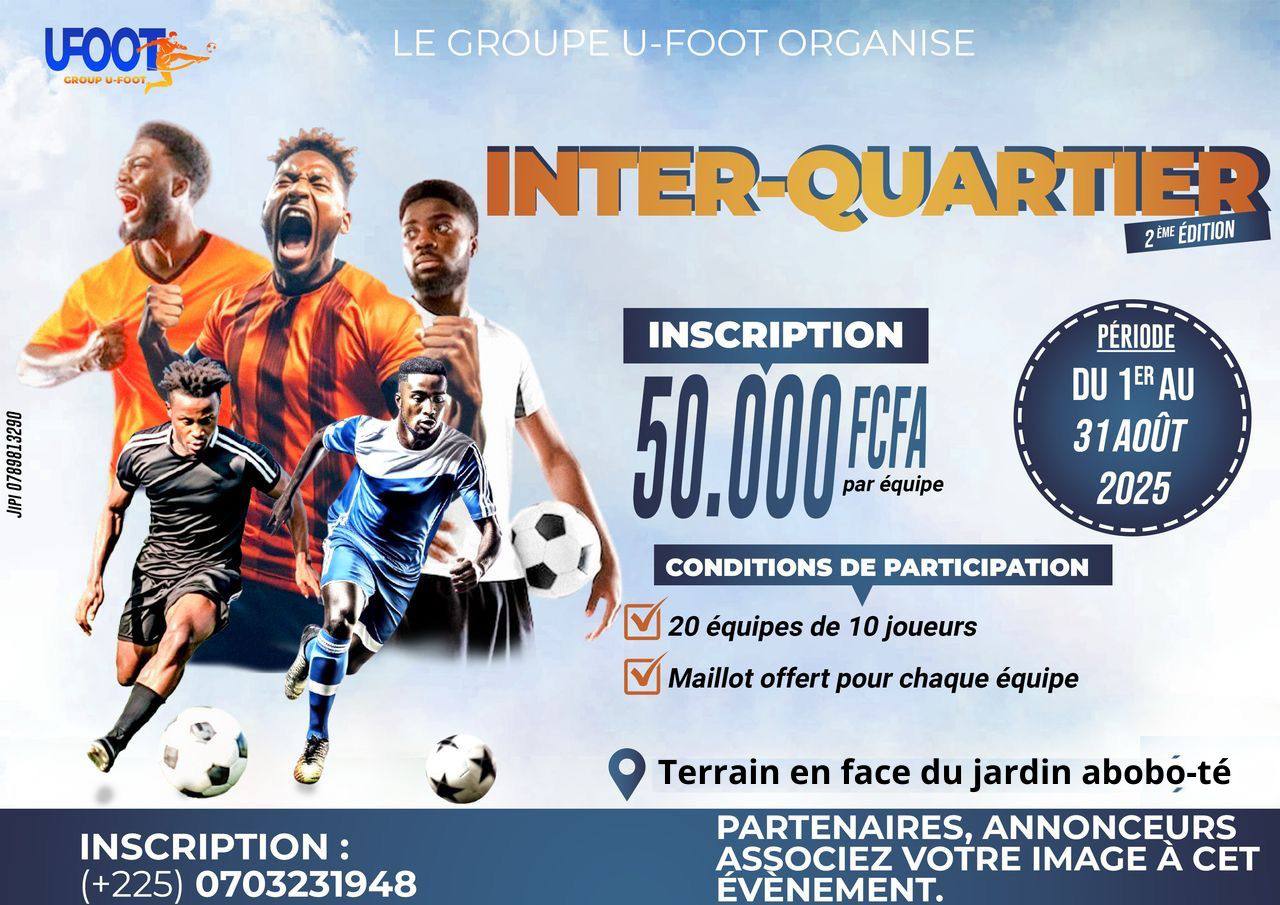 UFOOT
GROUP U-FOOT
LE GROUPE U-FOOT ORGANISE
INTER-QUARTIER
2ÈME ÉDITION
INSCRIPTION
50.000 FCFA
par équipe
PÉRIODE
DU 1ER AU
31 AOÛT
2025
JIPI 0789813290
CONDITIONS DE PARTICIPATION
20 équipes de 10 joueurs
Maillot offert pour chaque équipe
Terrain en face du jardin abobo-té
INSCRIPTION :
(+225) 0703231948
PARTENAIRES, ANNONCEURS
ASSOCIEZ VOTRE IMAGE À CET
ÉVÈNEMENT.